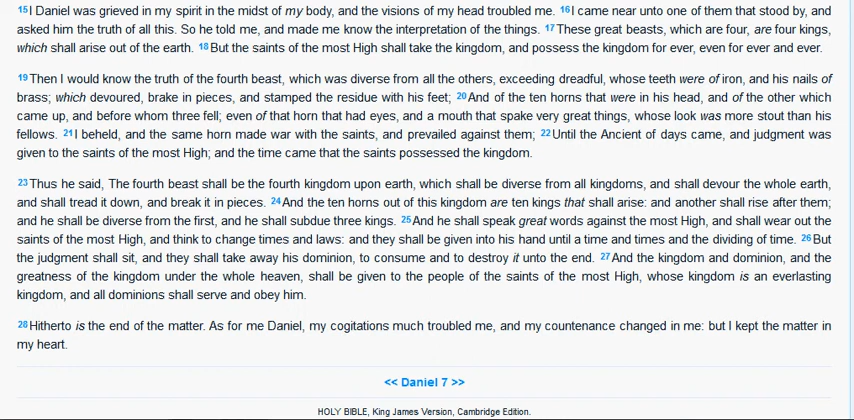 15I Daniel was grieved in my spirit in the midst of my body, and the visions of my head troubled me. 16I came near unto one of them that stood by, and
asked him the truth of all this. So he told me, and made me know the interpretation of the things. 17These great beasts, which are four, are four kings,
which shall arise out of the earth. 18But the saints of the most High shall take the kingdom, and possess the kingdom for ever, even for ever and ever.
19Then I would know the truth of the fourth beast, which was diverse from all the others, exceeding dreadful, whose teeth were of iron, and his nails of
brass; which devoured, brake in pieces, and stamped the residue with his feet; 20And of the ten horns that were in his head, and of the other which
came up, and before whom three fell; even of that horn that had eyes, and a mouth that spake very great things, whose look was more stout than his
fellows. 21I beheld, and the same horn made war with the saints, and prevailed against them; 22Until the Ancient of days came, and judgment was
given to the saints of the most High; and the time came that the saints possessed the kingdom.
23Thus he said, The fourth beast shall be the fourth kingdom upon earth, which shall be diverse from all kingdoms, and shall devour the whole earth,
and shall tread it down, and break it in pieces. 24And the ten horns out of this kingdom are ten kings that shall arise: and another shall rise after them;
and he shall be diverse from the first, and he shall subdue three kings. 25And he shall speak great words against the most High, and shall wear out the
saints of the most High, and think to change times and laws: and they shall be given into his hand until a time and times and the dividing of time. 26But
the judgment shall sit, and they shall take away his dominion, to consume and to destroy it unto the end. 27And the kingdom and dominion, and the
greatness of the kingdom under the whole heaven, shall be given to the people of the saints of the most High, whose kingdom is an everlasting
kingdom, and all dominions shall serve and obey him.
28Hitherto is the end of the matter. As for me Daniel, my cogitations much troubled me, and my countenance changed in me: but I kept the matter in
my heart.
<< Daniel 7 >>
HOLY BIBLE, King James Version, Cambridge Edition.